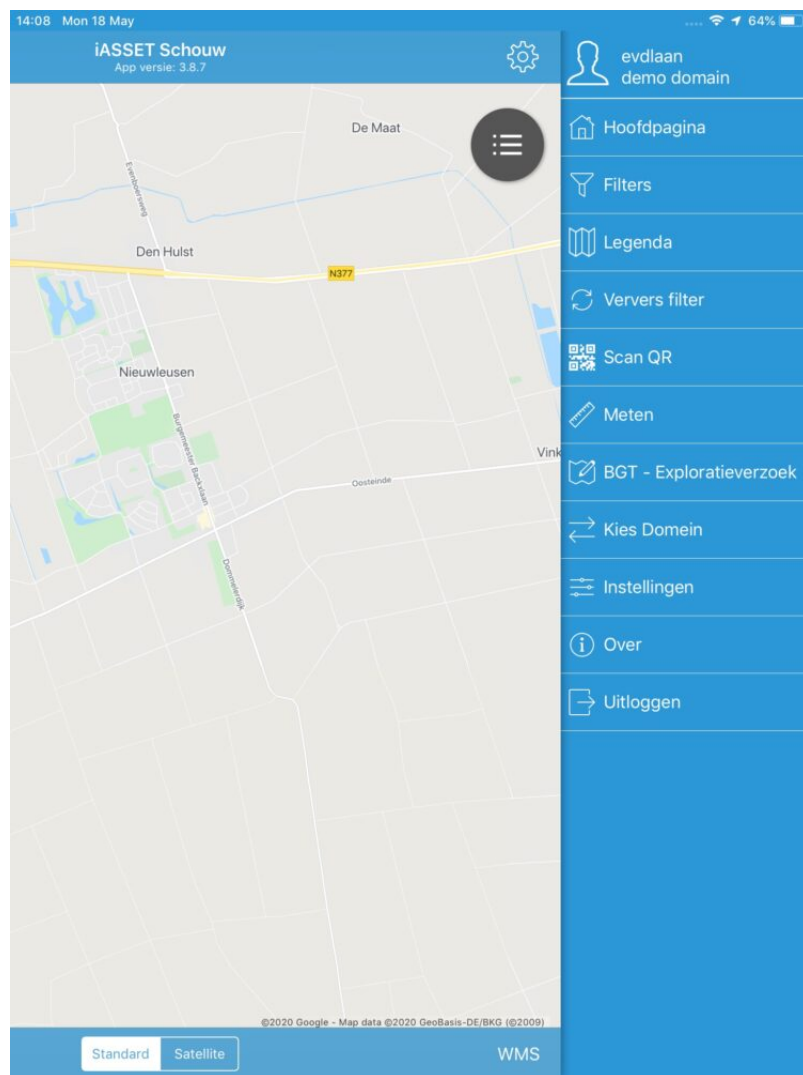 14:08 Mon 18 May
64%
iASSET Schouw
App versie: 3.8.7
De Maat
Evenboersweg
Den Hulst
N377
Nieuwleusen
Burgemeester Backxlaan
Vink
Oosteinde
Dommelerdijk
©2020 Google - Map data ©2020 GeoBasis-DE/BKG (©2009)
Standard
Satellite
WMS
evdlaan
demo domain
Hoofdpagina
Filters
Legenda
Ververs filter
Scan QR
Meten
BGT - Exploratieverzoek
Kies Domein
Instellingen
Over
Uitloggen